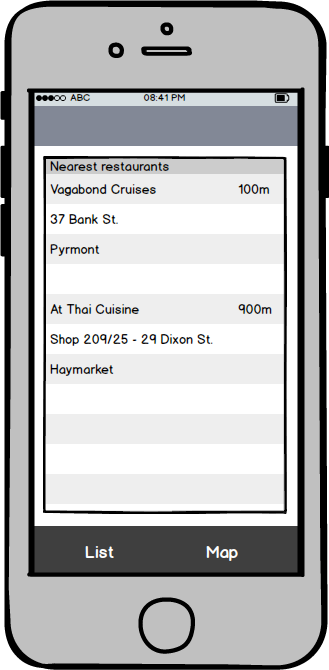 ABC 08:41 PM
Nearest restaurants
Vagabond Cruises 100m
37 Bank St.
Pyrmont
At Thai Cuisine 900m
Shop 209/25 - 29 Dixon St.
Haymarket
List Map